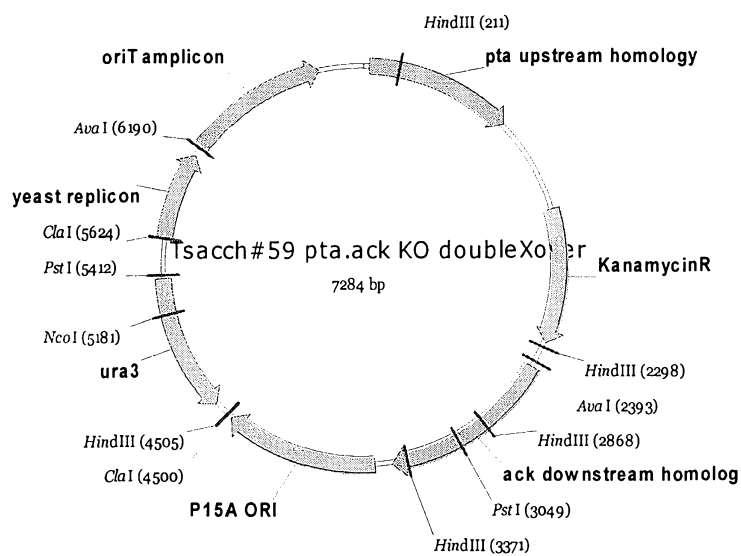 HindIII (211)
oriT amplicon
pta upstream homology
AvaI (6190)
yeast replicon
ClaI (5624)
Tsacch#59 pta.ack KO doubleXover
PstI (5412)
KanamycinR
7284 bp
NcoI (5181)
ura3
HindIII (2298)
AvaI (2393)
HindIII (4505)
HindIII (2868)
ClaI (4500)
ack downstream homolog
P15A ORI
PstI (3049)
HindIII (3371)